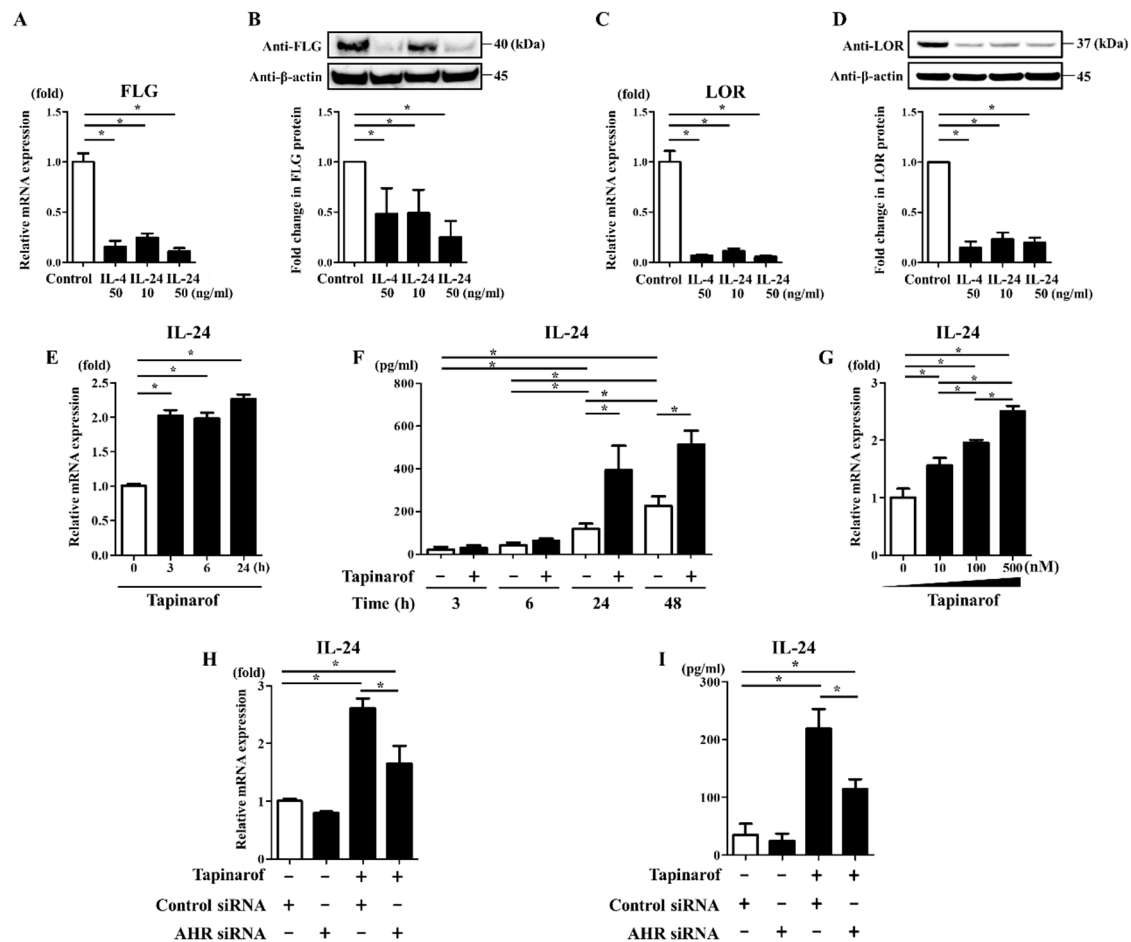 A
(fold)
FLG
Relative mRNA expression
1.5
1.0
0.5
0.0
*
*
*
Control IL-4 IL-24 IL-24
50 10 50 (ng/ml)
B
Anti-FLG
40 (kDa)
Anti-β-actin
45
Fold change in FLG protein
1.5
1.0
0.5
0.0
*
*
*
Control IL-4 IL-24 IL-24
50 10 50 (ng/ml)
C
(fold)
LOR
Relative mRNA expression
1.5
1.0
0.5
0.0
*
*
*
Control IL-4 IL-24 IL-24
50 10 50 (ng/ml)
D
Anti-LOR
37 (kDa)
Anti-β-actin
45
Fold change in LOR protein
1.5
1.0
0.5
0.0
*
*
*
Control IL-4 IL-24 IL-24
50 10 50 (ng/ml)
E
IL-24
(fold)
Relative mRNA expression
2.5
2.0
1.5
1.0
0.5
0.0
*
*
*
0 3 6 24 (h)
Tapinarof
F
IL-24
(pg/ml)
800
600
400
200
0
*
*
*
*
*
*
*
Tapinarof − + − + − + − +
Time (h) 3 6 24 48
G
IL-24
(fold)
Relative mRNA expression
3
2
1
0
*
*
*
*
*
*
0 10 100 500 (nM)
Tapinarof
H
IL-24
(fold)
Relative mRNA expression
3
2
1
0
*
*
*
Tapinarof − − + +
Control siRNA + − + −
AHR siRNA − + − +
I
IL-24
(pg/ml)
300
200
100
0
*
*
*
Tapinarof − − + +
Control siRNA + − + −
AHR siRNA − + − +